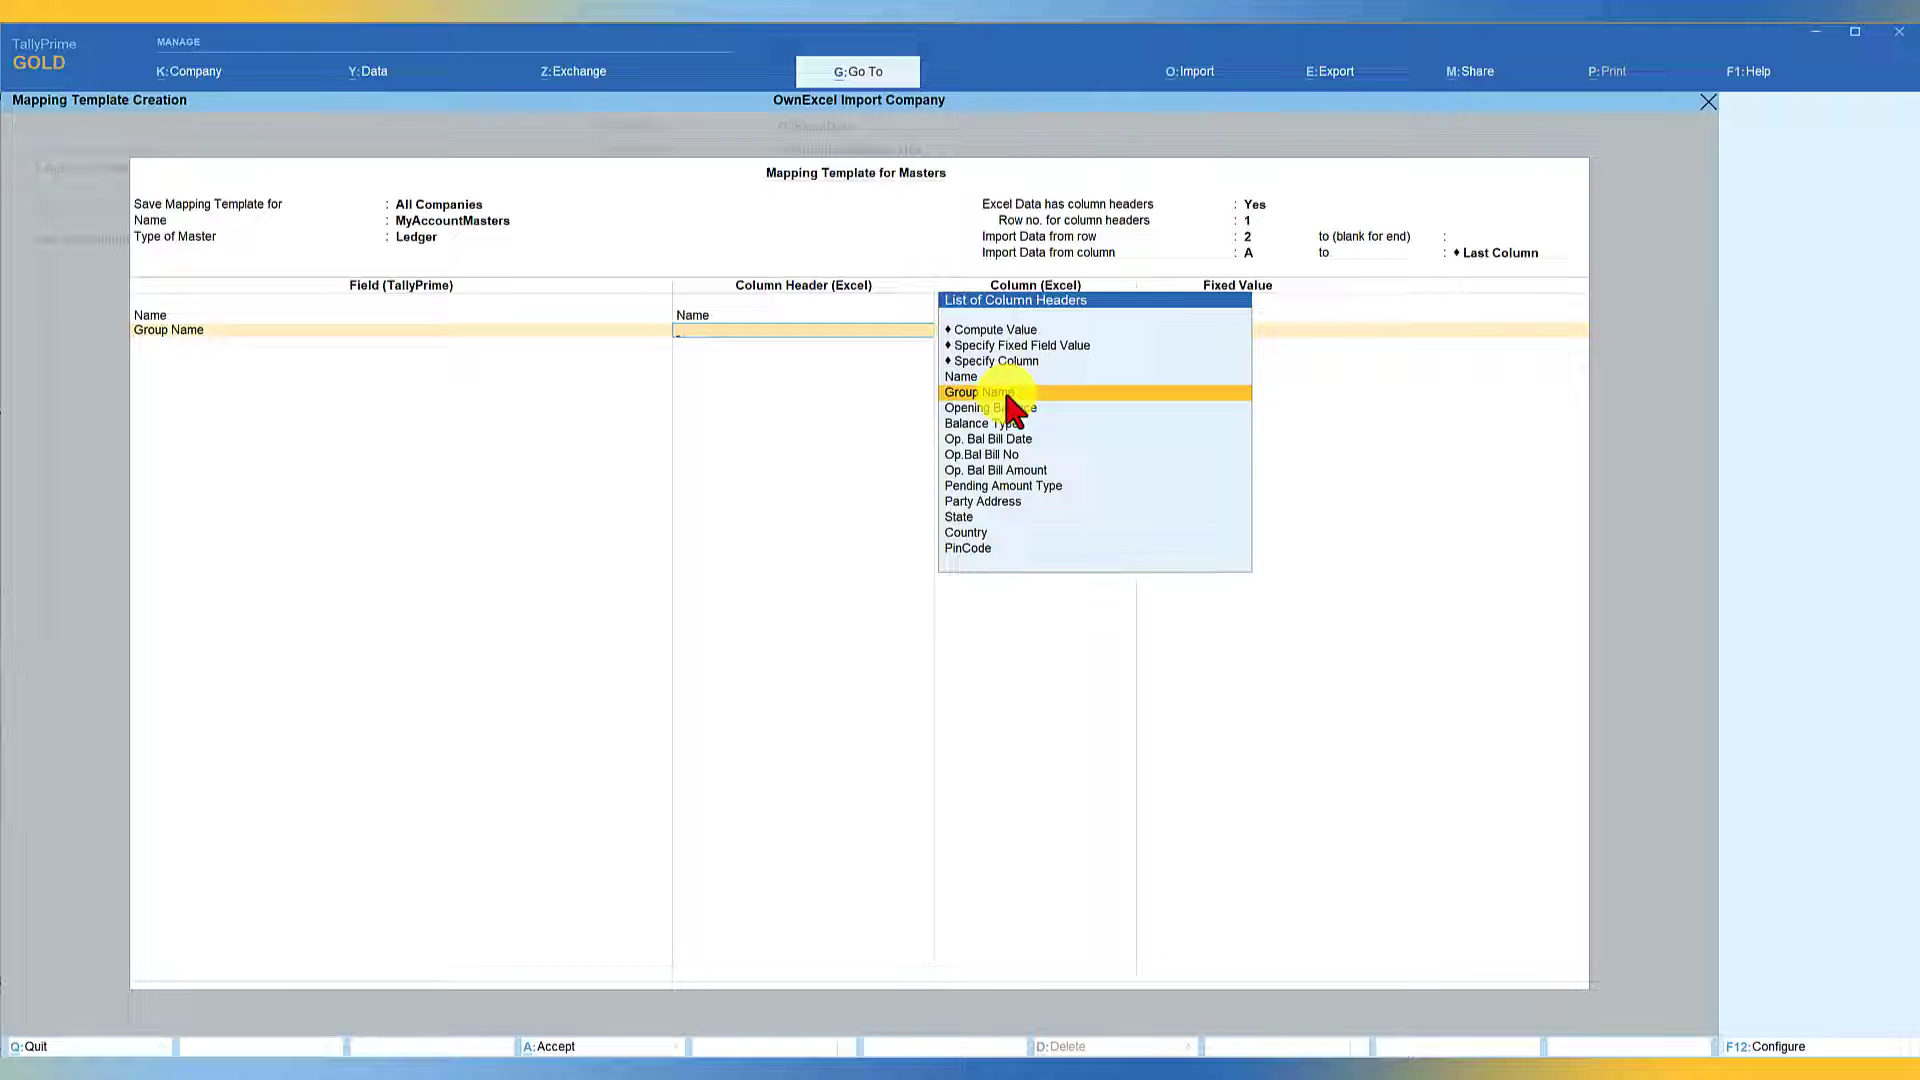 TallyPrime
GOLD
MANAGE
K:Company
Y:Data
Z:Exchange
G:Go To
O:Import
E:Export
M:Share
P:Print
F1:Help
Mapping Template Creation
OwnExcel Import Company
Mapping Template for Masters
Save Mapping Template for : All Companies
Name : MyAccountMasters
Type of Master : Ledger
Excel Data has column headers : Yes
Row no. for column headers : 1
Import Data from row : 2 to (blank for end) :
Import Data from column : A to : ♦ Last Column
Field (TallyPrime) Column Header (Excel) Column (Excel) Fixed Value
Name Name
Group Name
List of Column Headers
♦ Compute Value
♦ Specify Fixed Field Value
♦ Specify Column
Name
Group Name
Opening Balance
Balance Type
Op. Bal Bill Date
Op.Bal Bill No
Op. Bal Bill Amount
Pending Amount Type
Party Address
State
Country
PinCode
Q:Quit
A:Accept
D:Delete
F12:Configure